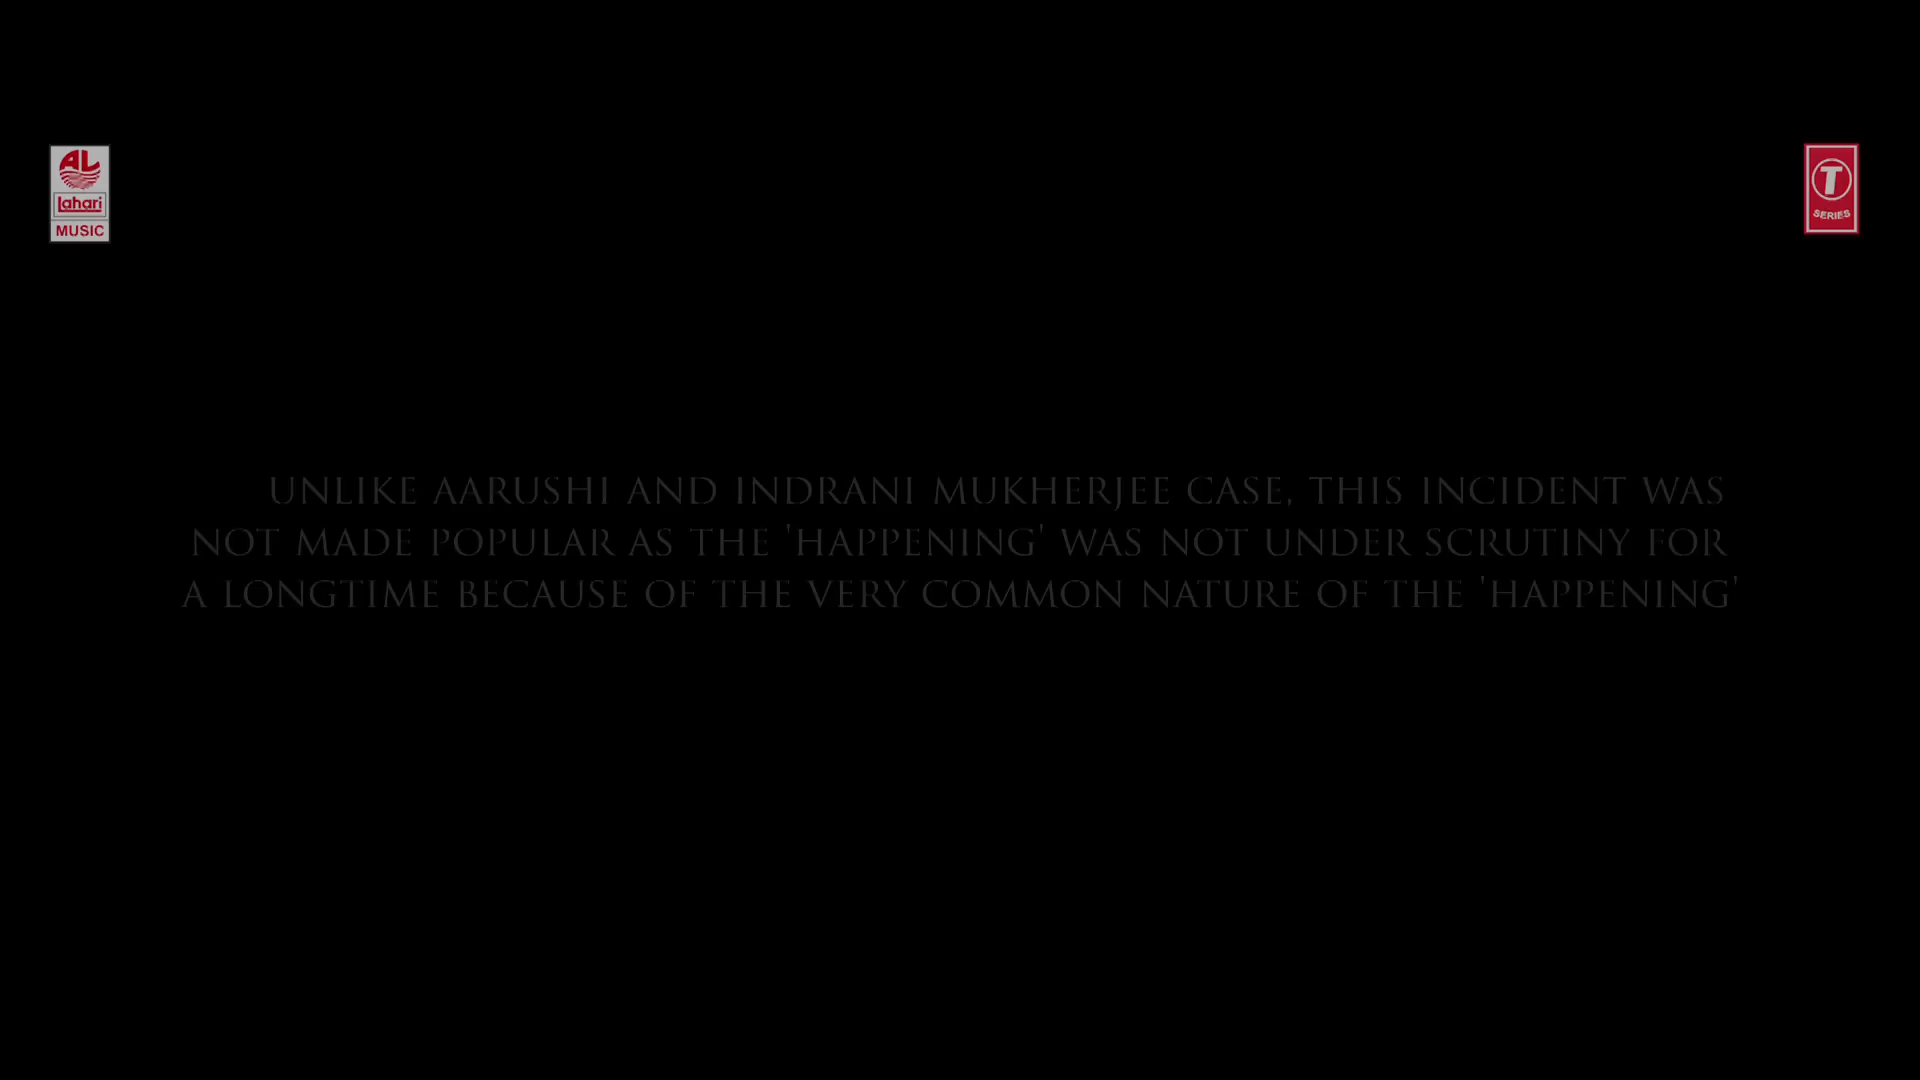 AL
Lahari
MUSIC
T
SERIES
UNLIKE AARUSHI AND INDRANI MUKHERJEE CASE, THIS INCIDENT WAS
NOT MADE POPULAR AS THE 'HAPPENING' WAS NOT UNDER SCRUTINY FOR
A LONGTIME BECAUSE OF THE VERY COMMON NATURE OF THE 'HAPPENING'